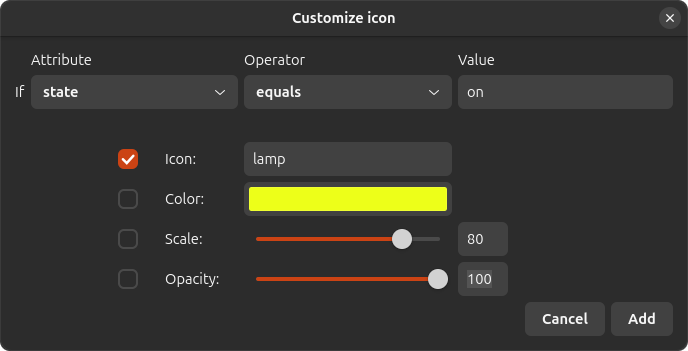 Customize icon
Attribute Operator Value
If state equals on
Icon: lamp
Color:
Scale: 80
Opacity: 100
Cancel Add